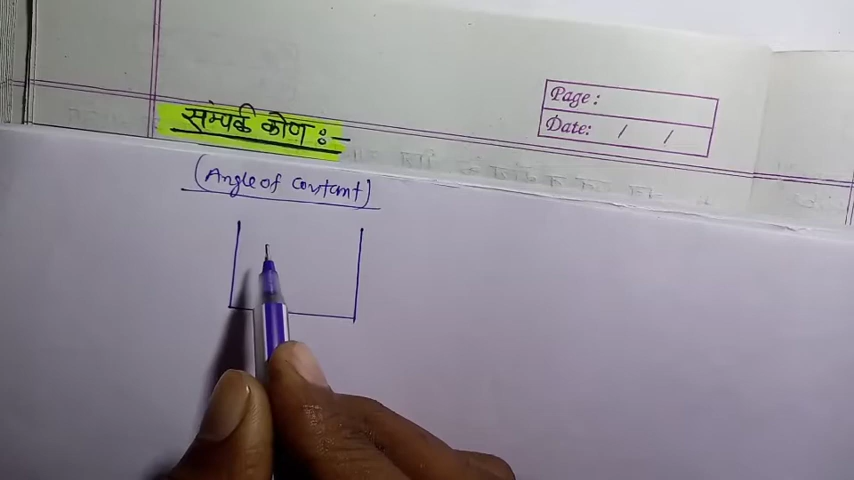 Page:
Date: / /
सम्पर्क कोण :-
(Angle of contant)